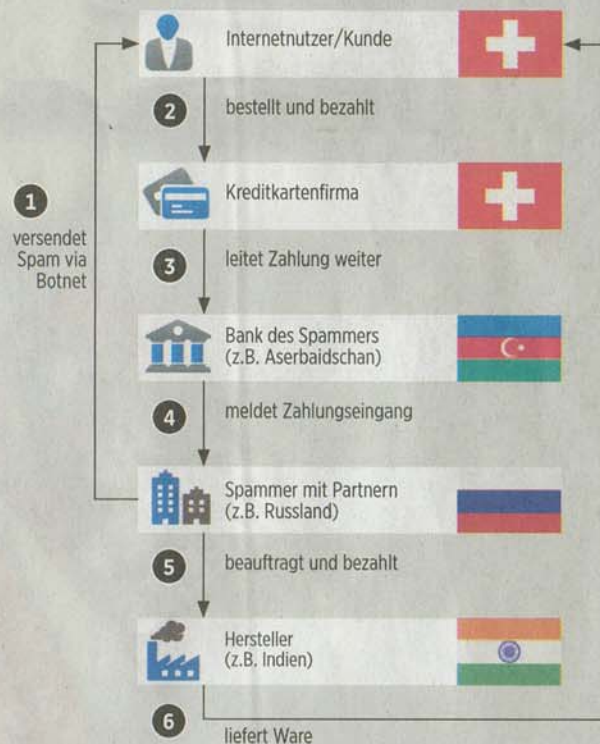 Internetnutzer/Kunde
2
bestellt und bezahlt
Kreditkartenfirma
1
versendet
Spam via
Botnet
3
leitet Zahlung weiter
Bank des Spammers
(z.B. Aserbaidschan)
4
meldet Zahlungseingang
Spammer mit Partnern
(z.B. Russland)
5
beauftragt und bezahlt
Hersteller
(z.B. Indien)
6
liefert Ware